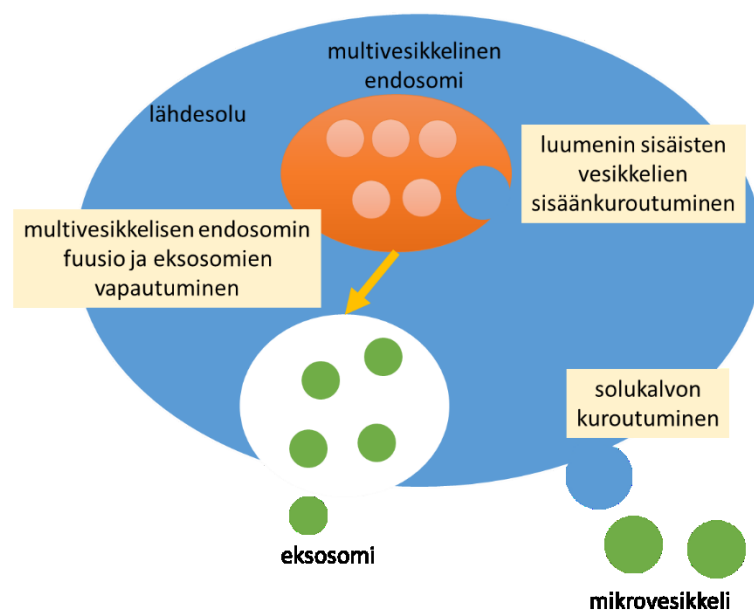 multivesikkelinen
endosomi
lähdesolu
luumenin sisäisten
vesikkelien
sisäänkuroutuminen
multivesikkelisen endosomin
fuusio ja eksosomien
vapautuminen
solukalvon
kuroutuminen
eksosomi
mikrovesikkeli